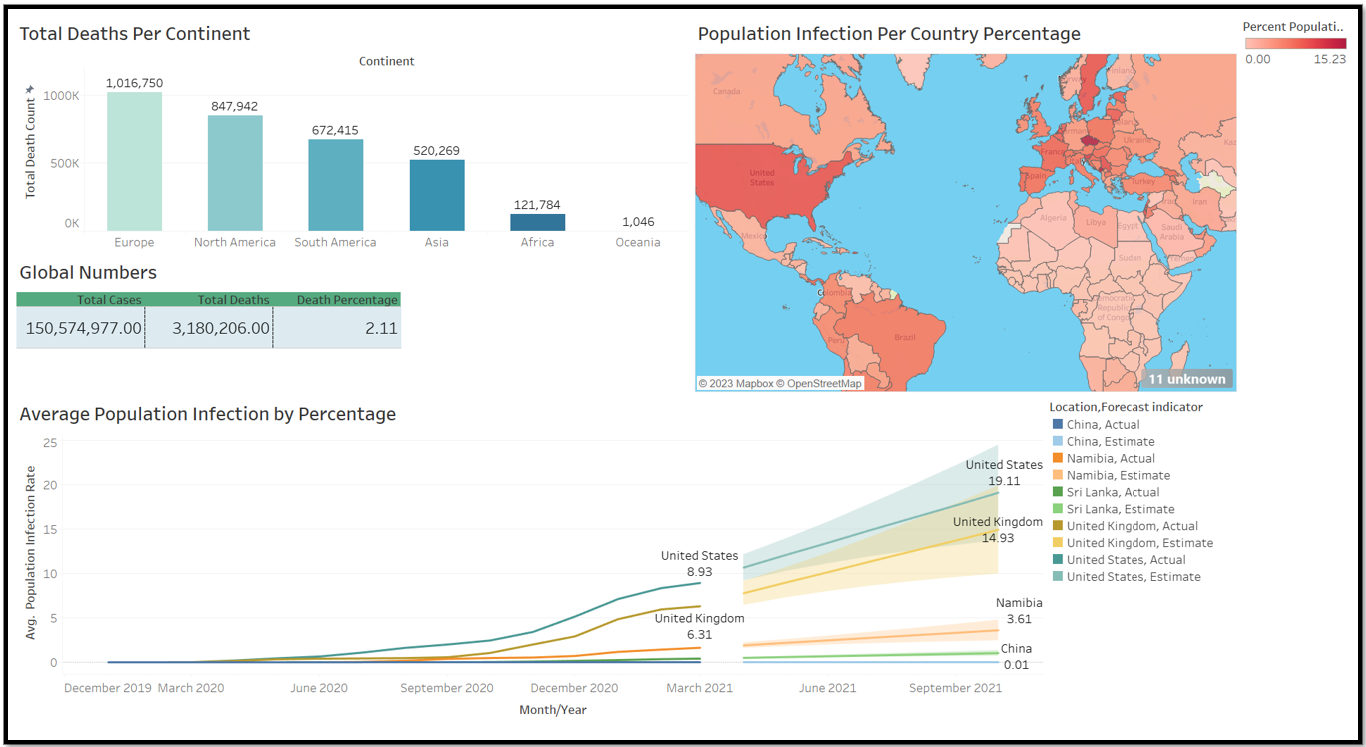 Total Deaths Per Continent
Continent
Total Death Count
1000K
500K
0K
1,016,750
847,942
672,415
520,269
121,784
1,046
Europe
North America
South America
Asia
Africa
Oceania
Global Numbers
Total Cases
Total Deaths
Death Percentage
150,574,977.00
3,180,206.00
2.11
Population Infection Per Country Percentage
Canada
United
States
Mexico
Colombia
Peru
Brazil
Norway
Finland
Germany
Ukraine
France
Spain
Turkey
Iraq
Iran
Algeria
Libya
Egypt
Saudi
Arabia
Sudan
Yemen
Democratic
Republic
of Congo
© 2023 Mapbox © OpenStreetMap
11 unknown
Percent Populati..
0.00
15.23
Average Population Infection by Percentage
Avg. Population Infection Rate
25
20
15
10
5
0
United States
8.93
United Kingdom
6.31
United States
19.11
United Kingdom
14.93
Namibia
3.61
China
0.01
December 2019
March 2020
June 2020
September 2020
December 2020
March 2021
June 2021
September 2021
Month/Year
Location,Forecast indicator
China, Actual
China, Estimate
Namibia, Actual
Namibia, Estimate
Sri Lanka, Actual
Sri Lanka, Estimate
United Kingdom, Actual
United Kingdom, Estimate
United States, Actual
United States, Estimate